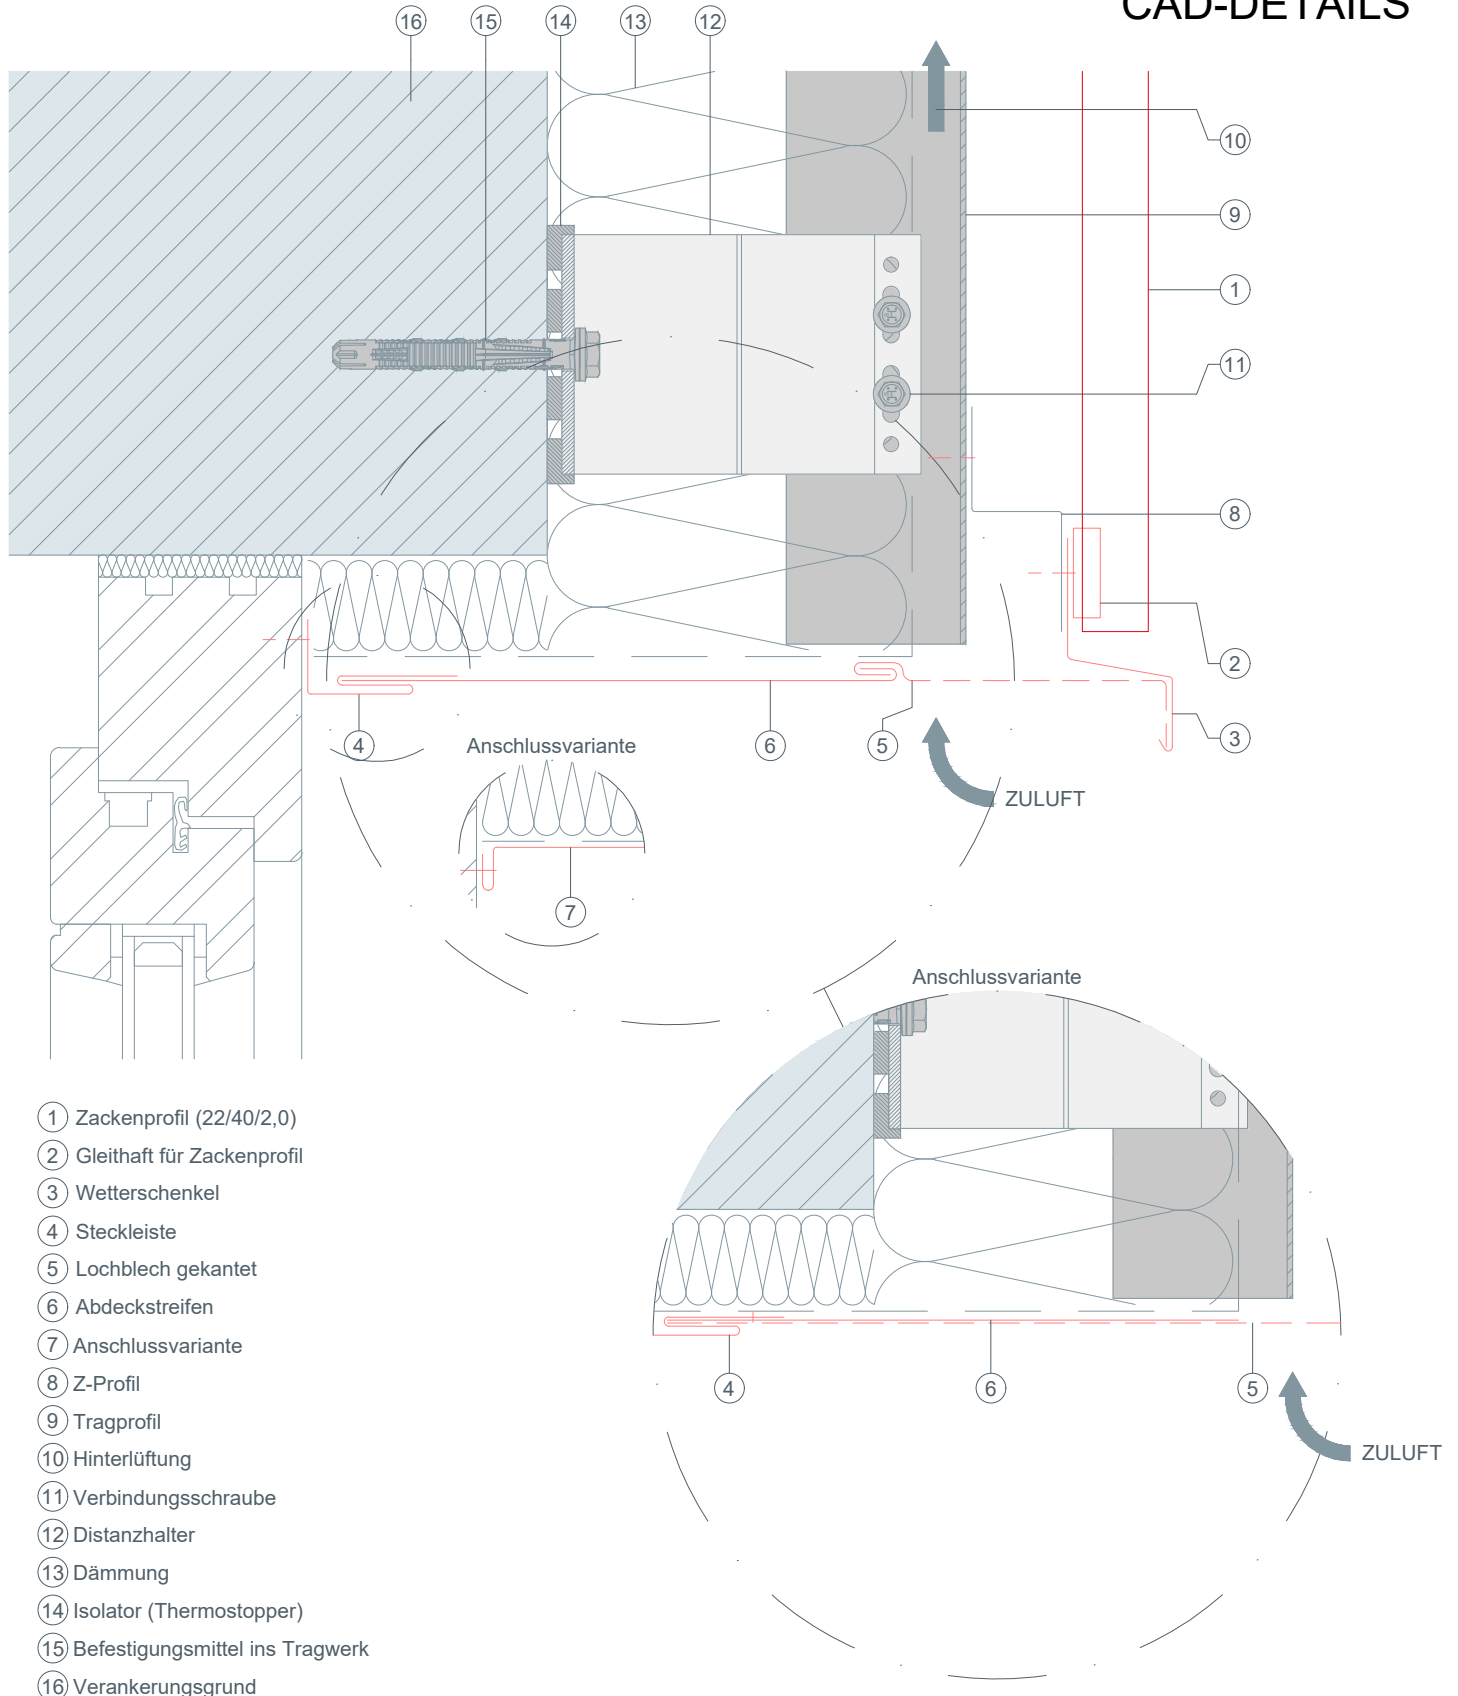 CAD-DETAILS
16 15 14 13 12
10
9
1
11
8
2
3
4 6 5
Anschlussvariante
ZULUFT
7
Anschlussvariante
4 6 5
ZULUFT
1 Zackenprofil (22/40/2,0)
2 Gleithaft für Zackenprofil
3 Wetterschenkel
4 Steckleiste
5 Lochblech gekantet
6 Abdeckstreifen
7 Anschlussvariante
8 Z-Profil
9 Tragprofil
10 Hinterlüftung
11 Verbindungsschraube
12 Distanzhalter
13 Dämmung
14 Isolator (Thermostopper)
15 Befestigungsmittel ins Tragwerk
16 Verankerungsgrund